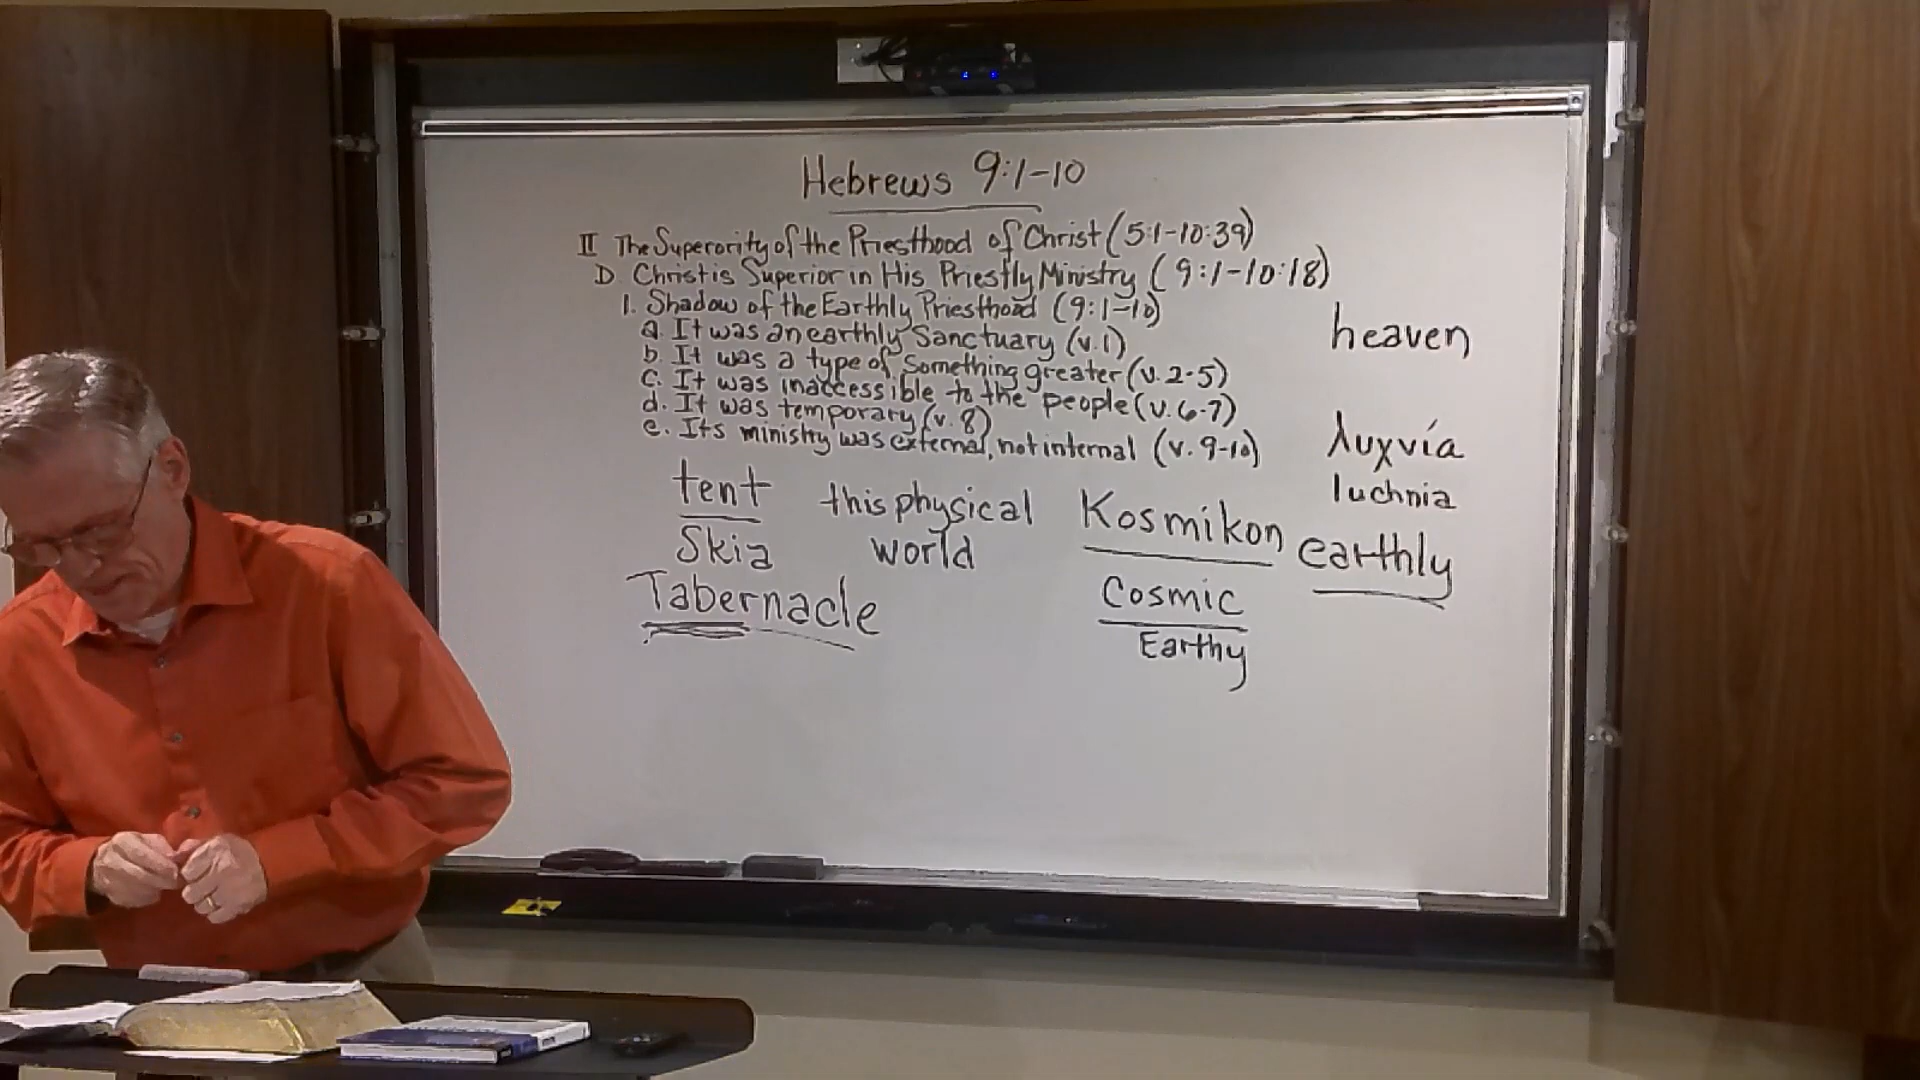 Hebrews 9:1-10
II The Superority of the Priesthood of Christ (5:1-10:39)
D. Christ is Superior in His Priestly Ministry (9:1-10:18)
1. Shadow of the Earthly Priesthood (9:1-10)
a. It was an earthly Sanctuary (v.1)
b. It was a type of Something greater (v. 2-5)
c. It was inaccessible to the people (v. 6-7)
d. It was temporary (v. 8)
e. Its ministry was external, not internal (v. 9-10)
heaven
λυχνία
luchnia
tent
Skia
Tabernacle
this physical
world
Kosmikon
earthly
Cosmic
Earthy